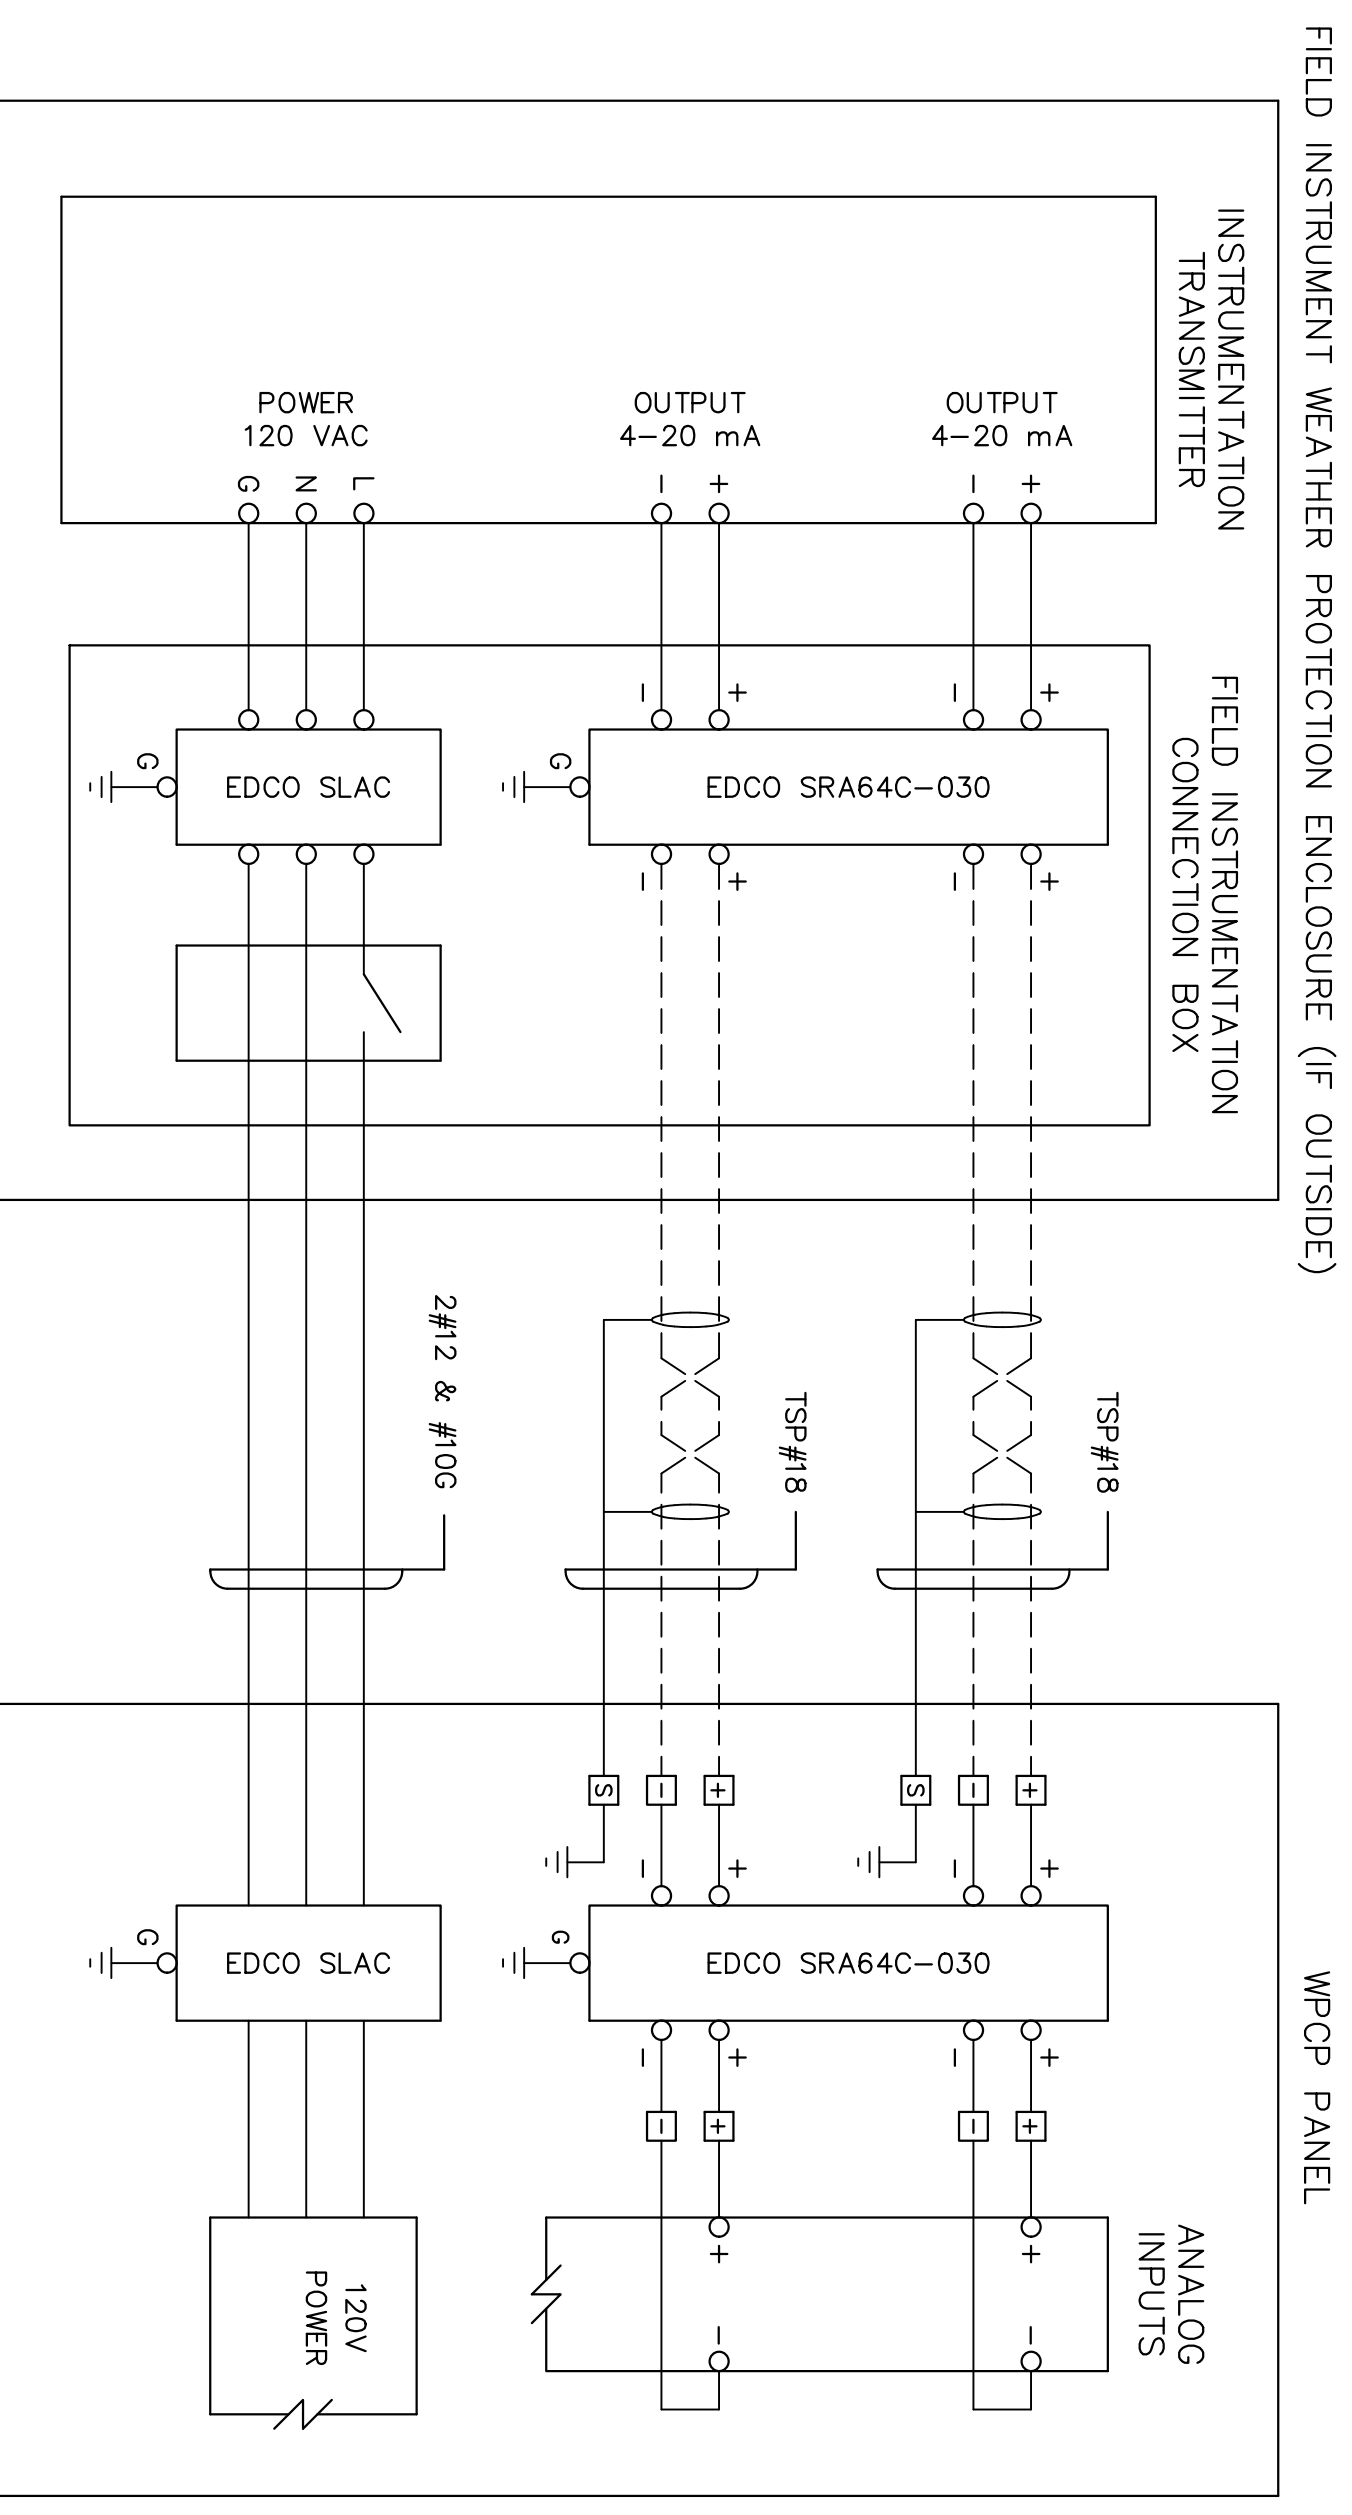 FIELD INSTRUMENT WEATHER PROTECTION ENCLOSURE (IF OUTSIDE)
INSTRUMENTATION
TRANSMITTER
OUTPUT
4-20 mA
- +
OUTPUT
4-20 mA
- +
POWER
120 VAC
G N L
FIELD INSTRUMENTATION
CONNECTION BOX
- +
- +
EDCO SRA64C-030
G
- +
- +
EDCO SLAC
G
TSP#18
TSP#18
2#12 & #10G
WPCP PANEL
S - +
S - +
- +
- +
EDCO SRA64C-030
G
- +
- +
- +
- +
EDCO SLAC
G
ANALOG
INPUTS
+
-
+
-
120V
POWER